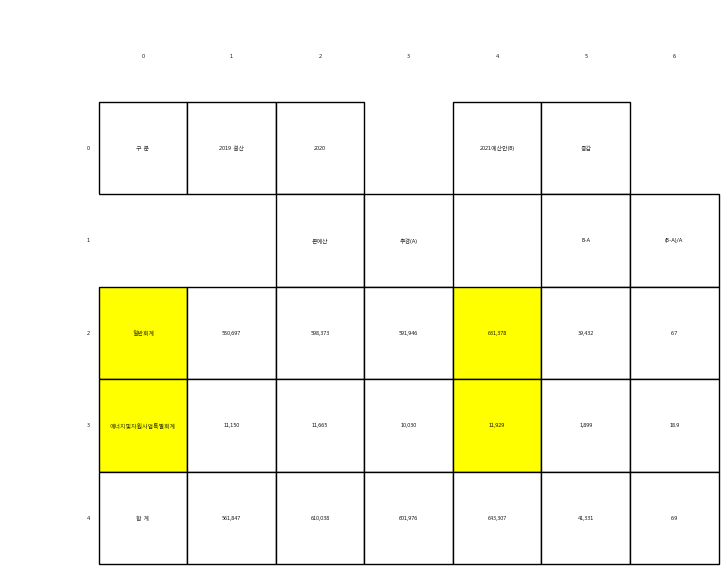 0 1 2 3 4 5 6
0 구 분 2019 결산 2020 2021예산안(B) 증감
1 본예산 추경(A) B-A (B-A)/A
2 일반회계 550,697 598,373 591,946 631,378 39,432 6.7
3 에너지및자원사업특별회계 11,150 11,665 10,030 11,929 1,899 18.9
4 합 계 561,847 610,038 601,976 643,307 41,331 6.9